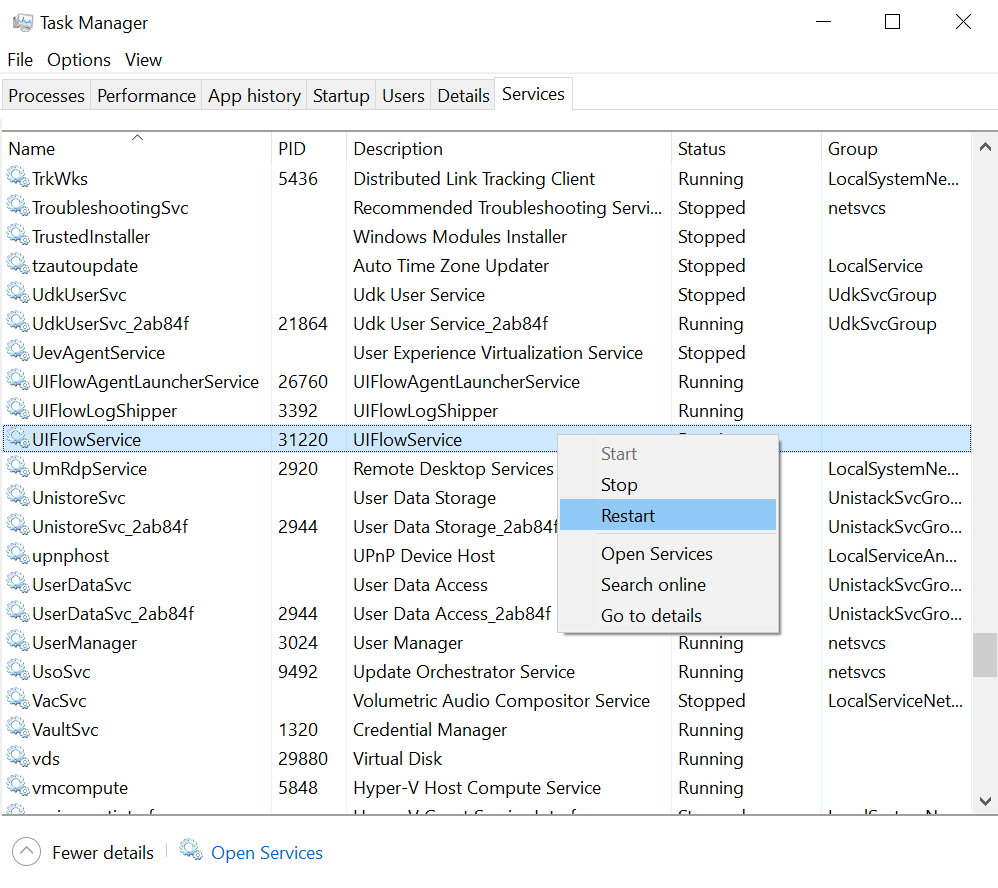 Task Manager
File Options View
Processes Performance App history Startup Users Details Services
Name PID Description Status Group
TrkWks 5436 Distributed Link Tracking Client Running LocalSystemNe...
TroubleshootingSvc Recommended Troubleshooting Servi... Stopped netsvcs
TrustedInstaller Windows Modules Installer Stopped
tzautoupdate Auto Time Zone Updater Stopped LocalService
UdkUserSvc Udk User Service Stopped UdkSvcGroup
UdkUserSvc_2ab84f 21864 Udk User Service_2ab84f Running UdkSvcGroup
UevAgentService User Experience Virtualization Service Stopped
UIFlowAgentLauncherService 26760 UIFlowAgentLauncherService Running
UIFlowLogShipper 3392 UIFlowLogShipper Running
UIFlowService 31220 UIFlowService
UmRdpService 2920 Remote Desktop Services LocalSystemNe...
UnistoreSvc User Data Storage UnistackSvcGro...
UnistoreSvc_2ab84f 2944 User Data Storage_2ab84f UnistackSvcGro...
upnphost UPnP Device Host LocalServiceAn...
UserDataSvc User Data Access UnistackSvcGro...
UserDataSvc_2ab84f 2944 User Data Access_2ab84f UnistackSvcGro...
UserManager 3024 User Manager Running netsvcs
UsoSvc 9492 Update Orchestrator Service Running netsvcs
VacSvc Volumetric Audio Compositor Service Stopped LocalServiceNet...
VaultSvc 1320 Credential Manager Running
vds 29880 Virtual Disk Running
vmcompute 5848 Hyper-V Host Compute Service Running
Start
Stop
Restart
Open Services
Search online
Go to details
Fewer details Open Services